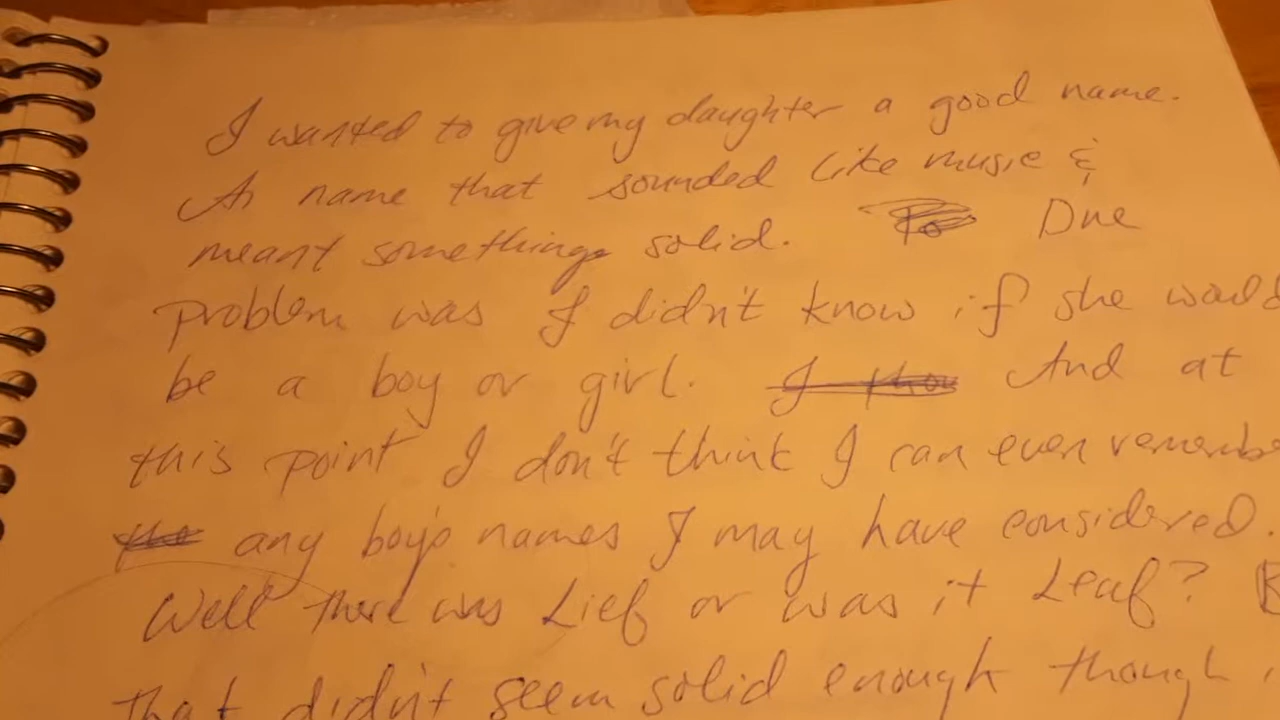 I wanted to give my daughter a good name.
A name that sounded like music &
meant something solid. One
problem was I didn't know if she would
be a boy or girl. And at
this point I don't think I can even remembe
any boy's names I may have considered.
Well there was Lief or was it Leaf?
That didn't seem solid enough though